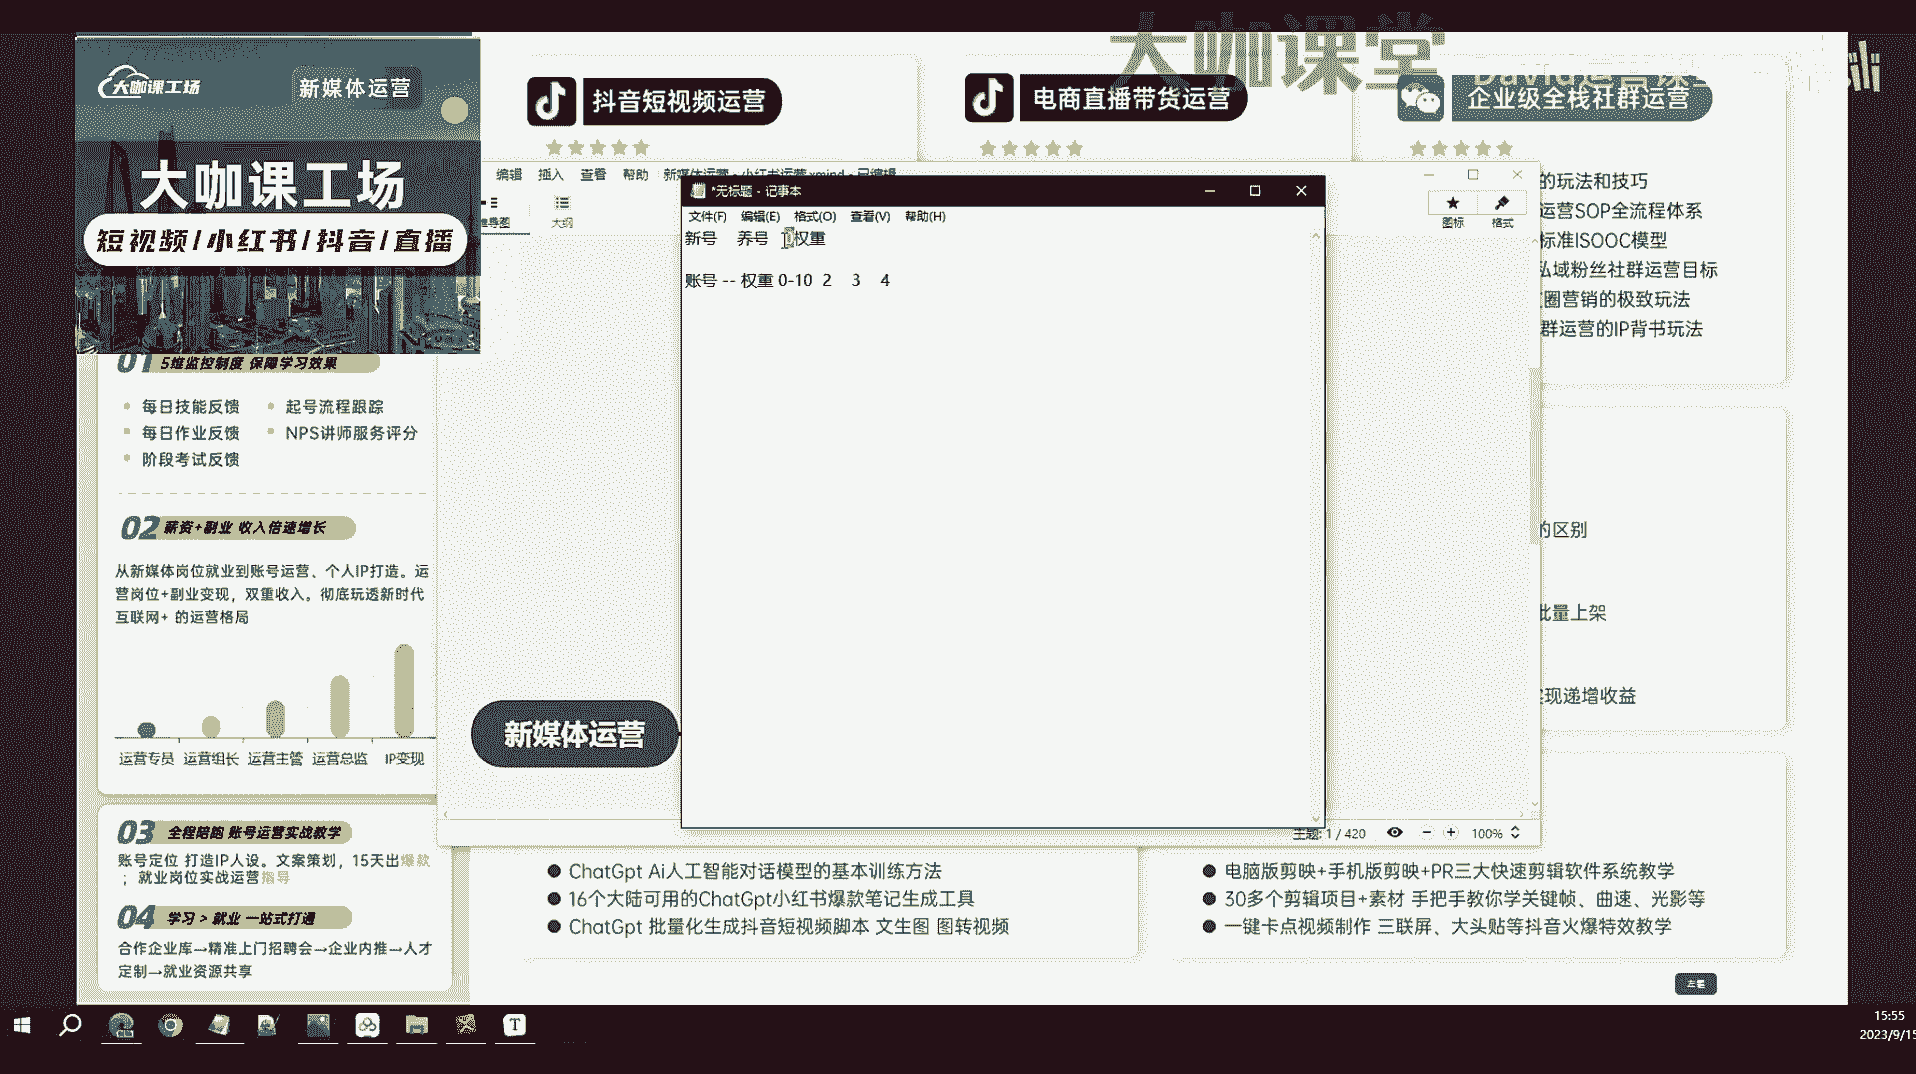 大咖课堂
大咖课工场
新媒体运营
大咖课工场
短视频/小红书/抖音/直播
01 5维监控制度 保障学习效果
每日技能反馈
起号流程跟踪
每日作业反馈
NPS讲师服务评分
阶段考试反馈
02 薪资+副业 收入倍速增长
从新媒体岗位就业到账号运营、个人IP打造。运
营岗位+副业变现，双重收入。彻底玩透新时代
互联网+ 的运营格局
运营专员 运营组长 运营主管 运营总监 IP变现
03 全程陪跑 账号运营实战教学
账号定位 打造IP人设。文案策划，15天出爆款
；就业岗位实战运营指导
04 学习 > 就业 一站式打通
合作企业库→精准上门招聘会→企业内推→人才
定制→就业资源共享
抖音短视频运营
电商直播带货运营
企业级全栈社群运营
编辑 插入 查看 帮助 新媒体运营 - 小红书运营.xmind - 已编辑
导图
大纲
图标
格式
*无标题 - 记事本
文件(F) 编辑(E) 格式(O) 查看(V) 帮助(H)
新号 养号 权重
账号 -- 权重 0-10 2 3 4
新媒体运营
主题: 1 / 420
100%
的玩法和技巧
运营SOP全流程体系
标准ISOOC模型
私域粉丝社群运营目标
圈营销的极致玩法
群运营的IP背书玩法
的区别
批量上架
实现递增收益
ChatGpt Ai人工智能对话模型的基本训练方法
16个大陆可用的ChatGpt小红书爆款笔记生成工具
ChatGpt 批量化生成抖音短视频脚本 文生图 图转视频
电脑版剪映+手机版剪映+PR三大快速剪辑软件系统教学
30多个剪辑项目+素材 手把手教你学关键帧、曲速、光影等
一键卡点视频制作 三联屏、大头贴等抖音火爆特效教学
T
15:55
2023/9/15